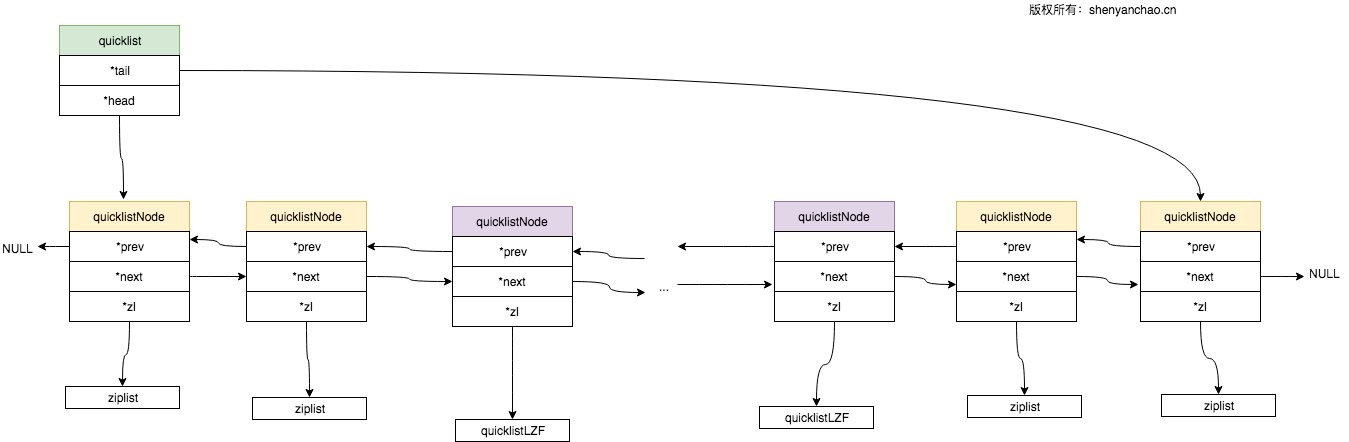 版权所有：shenyanchao.cn
quicklist
*tail
*head
quicklistNode
quicklistNode
quicklistNode
quicklistNode
quicklistNode
quicklistNode
NULL
*prev
*prev
*prev
*prev
*prev
*prev
*next
*next
*next
...
*next
*next
*next
NULL
*zl
*zl
*zl
*zl
*zl
*zl
ziplist
ziplist
quicklistLZF
quicklistLZF
ziplist
ziplist